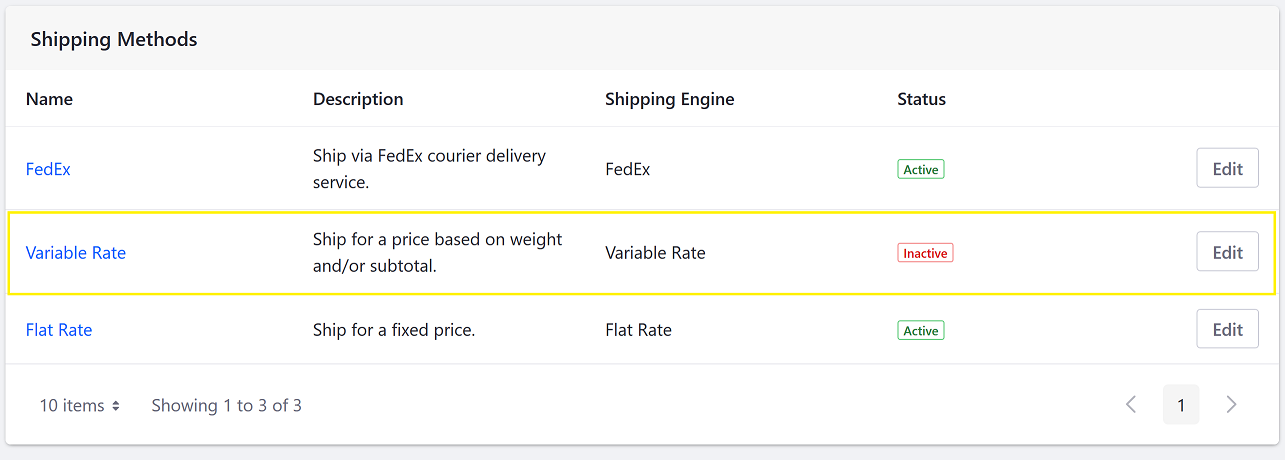 Shipping Methods
Name Description Shipping Engine Status
FedEx Ship via FedEx courier delivery service. FedEx Active Edit
Variable Rate Ship for a price based on weight and/or subtotal. Variable Rate Inactive Edit
Flat Rate Ship for a fixed price. Flat Rate Active Edit
10 items Showing 1 to 3 of 3 1